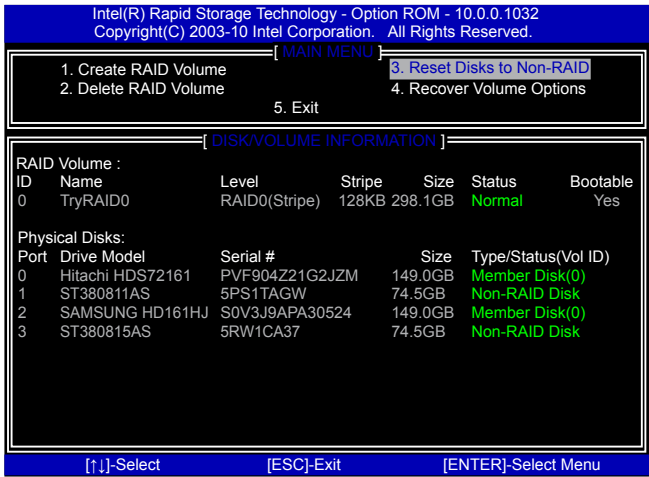 Intel(R) Rapid Storage Technology - Option ROM - 10.0.0.1032
Copyright(C) 2003-10 Intel Corporation. All Rights Reserved.
[ MAIN MENU ]
1. Create RAID Volume 3. Reset Disks to Non-RAID
2. Delete RAID Volume 4. Recover Volume Options
5. Exit
[ DISK/VOLUME INFORMATION ]
RAID Volume :
ID Name Level Stripe Size Status Bootable
0 TryRAID0 RAID0(Stripe) 128KB 298.1GB Normal Yes
Physical Disks:
Port Drive Model Serial # Size Type/Status(Vol ID)
0 Hitachi HDS72161 PVF904Z21G2JZM 149.0GB Member Disk(0)
1 ST380811AS 5PS1TAGW 74.5GB Non-RAID Disk
2 SAMSUNG HD161HJ S0V3J9APA30524 149.0GB Member Disk(0)
3 ST380815AS 5RW1CA37 74.5GB Non-RAID Disk
[↑↓]-Select [ESC]-Exit [ENTER]-Select Menu